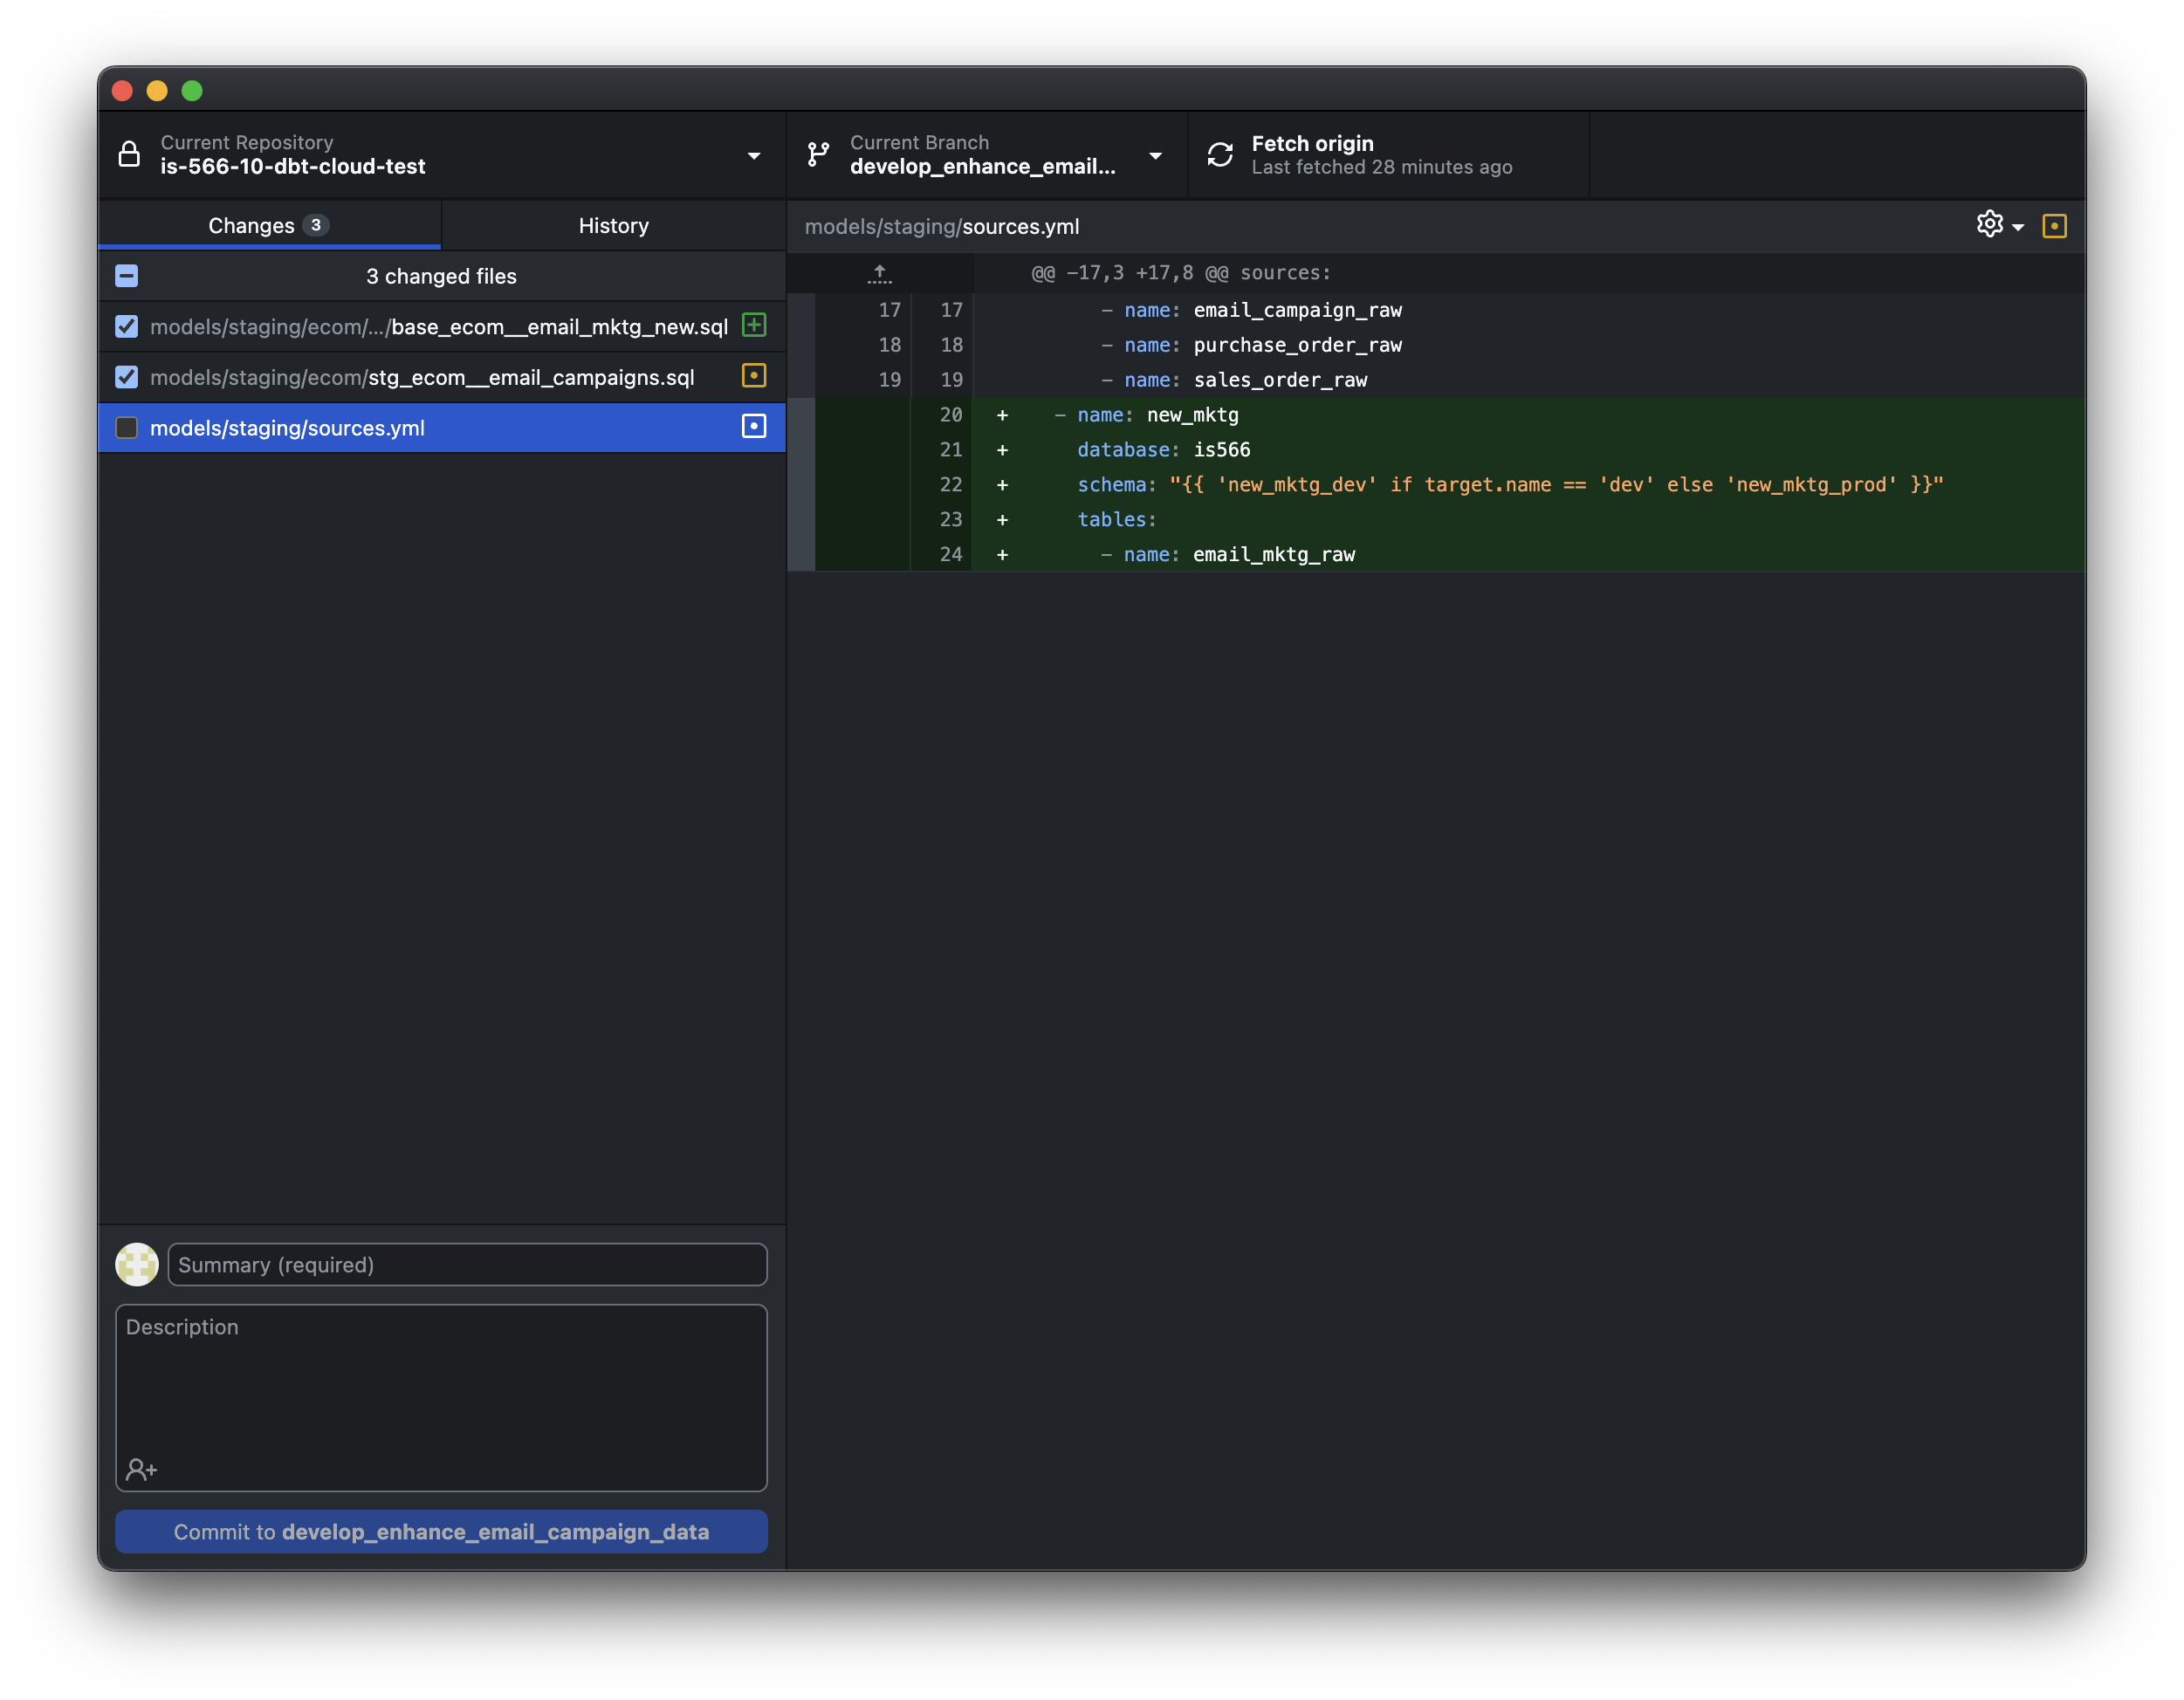 Current Repository
is-566-10-dbt-cloud-test
Current Branch
develop_enhance_email...
Fetch origin
Last fetched 28 minutes ago
Changes 3
History
3 changed files
models/staging/ecom/.../base_ecom__email_mktg_new.sql
models/staging/ecom/stg_ecom__email_campaigns.sql
models/staging/sources.yml
models/staging/sources.yml
@@ -17,3 +17,8 @@ sources:
17 17 - name: email_campaign_raw
18 18 - name: purchase_order_raw
19 19 - name: sales_order_raw
20 + - name: new_mktg
21 + database: is566
22 + schema: "{{ 'new_mktg_dev' if target.name == 'dev' else 'new_mktg_prod' }}"
23 + tables:
24 + - name: email_mktg_raw
Summary (required)
Description
Commit to develop_enhance_email_campaign_data